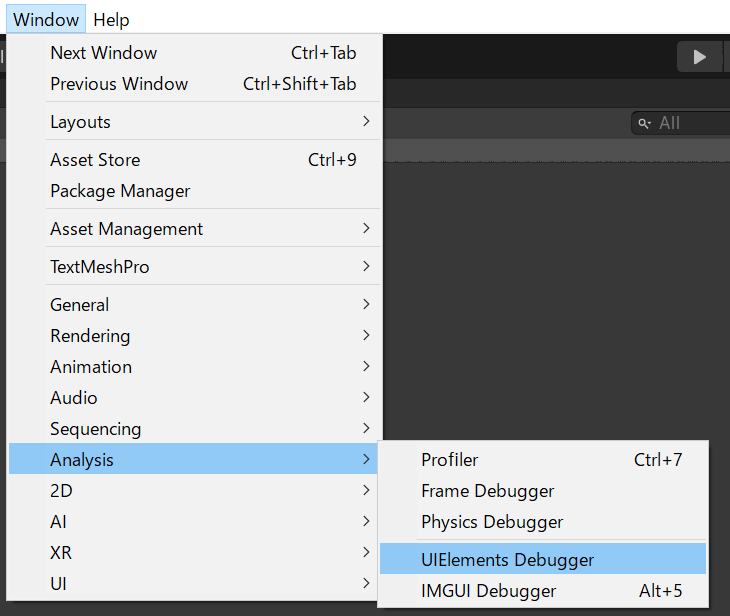 Window Help
Next Window Ctrl+Tab
Previous Window Ctrl+Shift+Tab
Layouts
All
Asset Store Ctrl+9
Package Manager
Asset Management
TextMeshPro
General
Rendering
Animation
Audio
Sequencing
Analysis
2D
AI
XR
UI
Profiler Ctrl+7
Frame Debugger
Physics Debugger
UIElements Debugger
IMGUI Debugger Alt+5